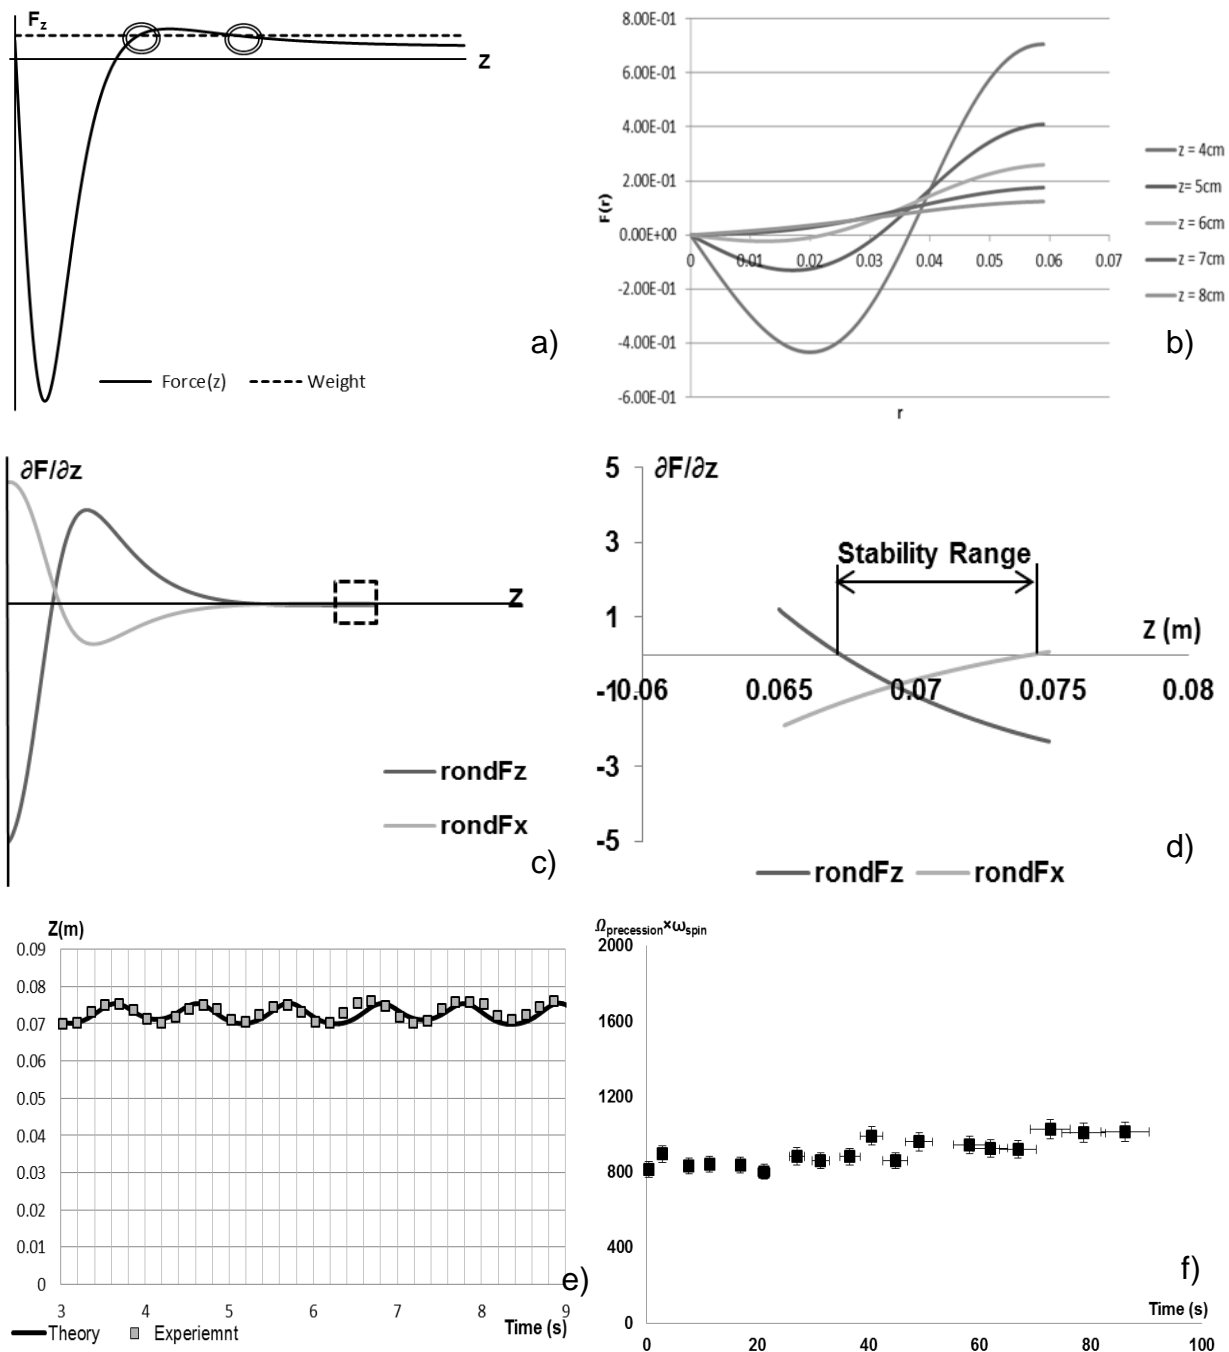 F_z
Z
Force(z)
Weight
a)
8.00E-01
6.00E-01
4.00E-01
2.00E-01
0.00E+00
-2.00E-01
-4.00E-01
-6.00E-01
F(r)
0 0.01 0.02 0.03 0.04 0.05 0.06 0.07
r
z = 4cm
z= 5cm
z = 6cm
z = 7cm
z = 8cm
b)
∂F/∂z
Z
rondFz
rondFx
c)
∂F/∂z
5
3
1
-1
-3
-5
Stability Range
Z (m)
0.06 0.065 0.07 0.075 0.08
rondFz rondFx
d)
Z(m)
0.09
0.08
0.07
0.06
0.05
0.04
0.03
0.02
0.01
0
3 4 5 6 7 8 9
Time (s)
Theory Experiemnt
e)
Ω_precession×ω_spin
2000
1600
1200
800
400
0
0 20 40 60 80 100
Time (s)
f)